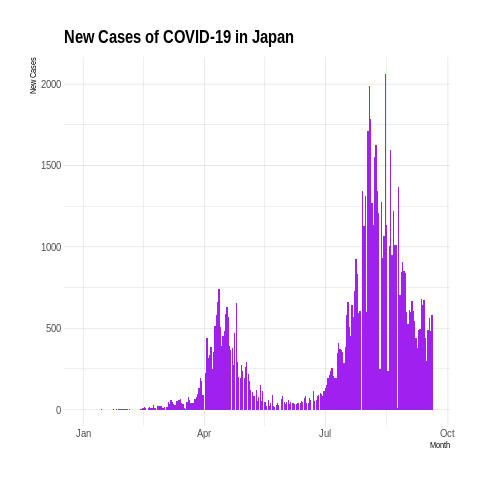 New Cases of COVID-19 in Japan
New Cases
2000
1500
1000
500
0
Jan Apr Jul Oct
Month